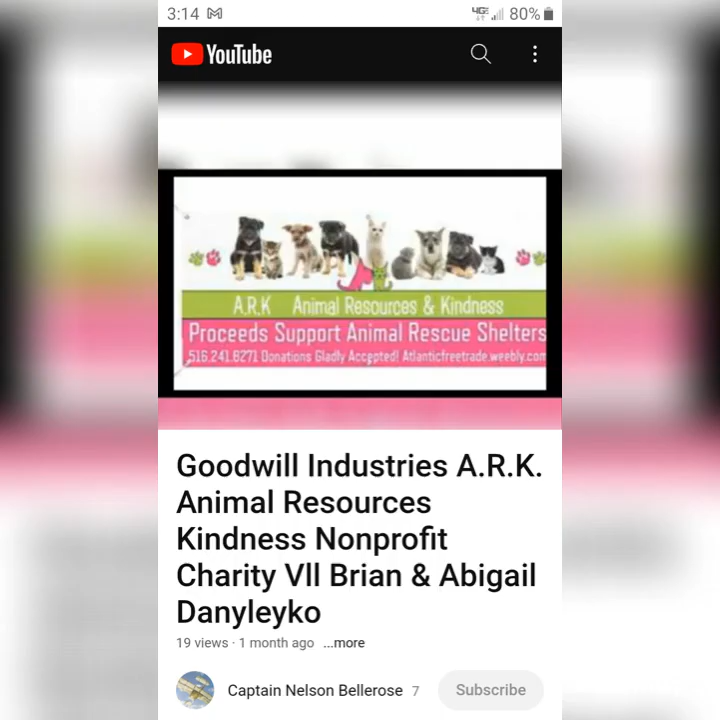 3:14 4G 80%
YouTube
A.R.K Animal Resources & Kindness
Proceeds Support Animal Rescue Shelters
516.241.8271 Donations Gladly Accepted! Atlanticfreetrade.weebly.com
Goodwill Industries A.R.K.
Animal Resources
Kindness Nonprofit
Charity Vll Brian & Abigail
Danyleyko
19 views · 1 month ago ...more
Captain Nelson Bellerose 7 Subscribe